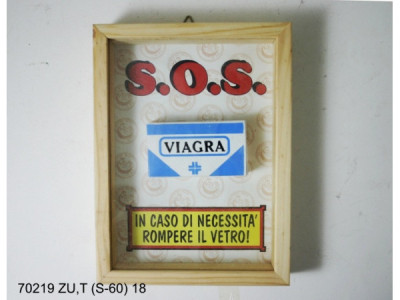 S.O.S.
VIAGRA
IN CASO DI NECESSITA'
ROMPERE IL VETRO!
70219 ZU,T (S-60) 18